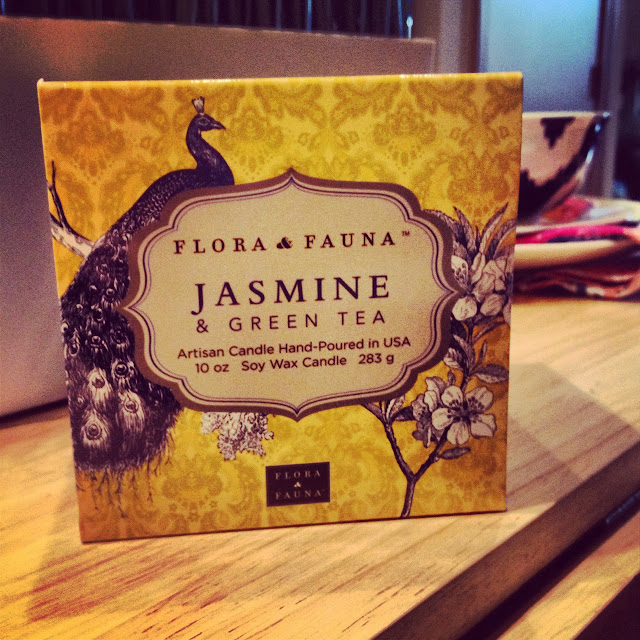 FLORA & FAUNA™
JASMINE
& GREEN TEA
Artisan Candle Hand-Poured in USA
10 oz Soy Wax Candle 283 g
FLORA
&
FAUNA